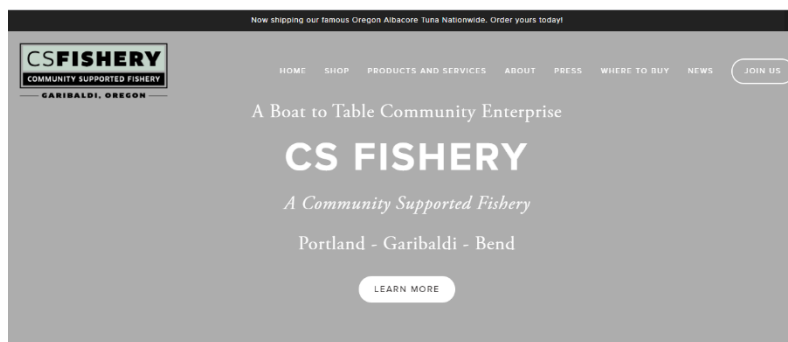 Now shipping our famous Oregon Albacore Tuna Nationwide. Order yours today!
CSFISHERY
COMMUNITY SUPPORTED FISHERY
GARIBALDI, OREGON
HOME SHOP PRODUCTS AND SERVICES ABOUT PRESS WHERE TO BUY NEWS JOIN US
A Boat to Table Community Enterprise
CS FISHERY
A Community Supported Fishery
Portland - Garibaldi - Bend
LEARN MORE